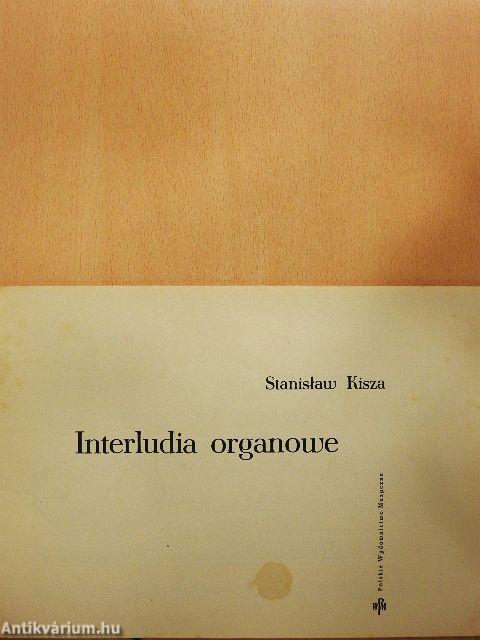 Stanisław Kisza
Interludia organowe
Polskie Wydawnictwo Muzyczne
PWM
Antikvárium.hu